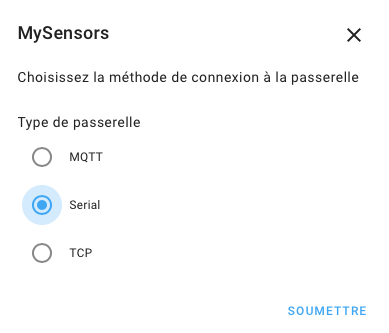 MySensors
Choisissez la méthode de connexion à la passerelle
Type de passerelle
MQTT
Serial
TCP
SOUMETTRE